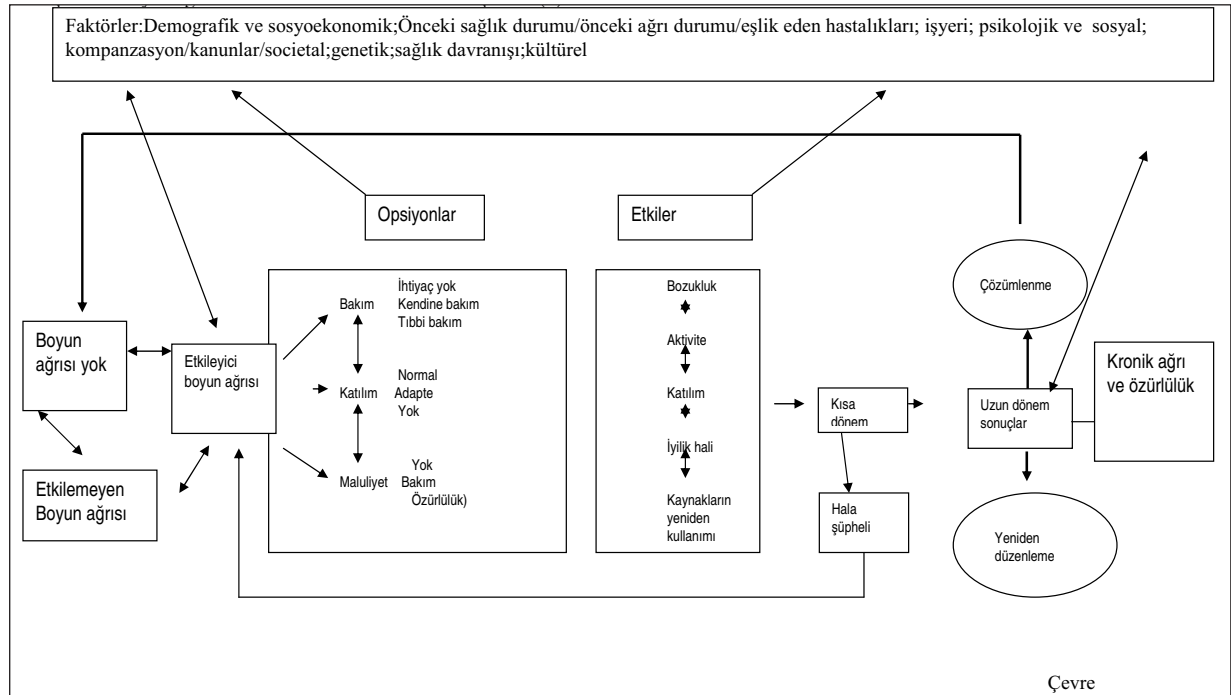 Faktörler:Demografik ve sosyoekonomik;Önceki sağlık durumu/önceki ağrı durumu/eşlik eden hastalıkları; işyeri; psikolojik ve sosyal;
kompanzasyon/kanunlar/societal;genetik;sağlık davranışı;kültürel
Opsiyonlar
Etkiler
Boyun
ağrısı yok
Etkileyici
boyun ağrısı
Etkilemeyen
Boyun ağrısı
Bakım
İhtiyaç yok
Kendine bakım
Tıbbi bakım
Katılım
Normal
Adapte
Yok
Maluliyet
Yok
Bakım
Özürlülük)
Bozukluk
Aktivite
Katılım
İyilik hali
Kaynakların
yeniden
kullanımı
Kısa
dönem
Hala
şüpheli
Çözümlenme
Uzun dönem
sonuçlar
Kronik ağrı
ve özürlülük
Yeniden
düzenleme
Çevre